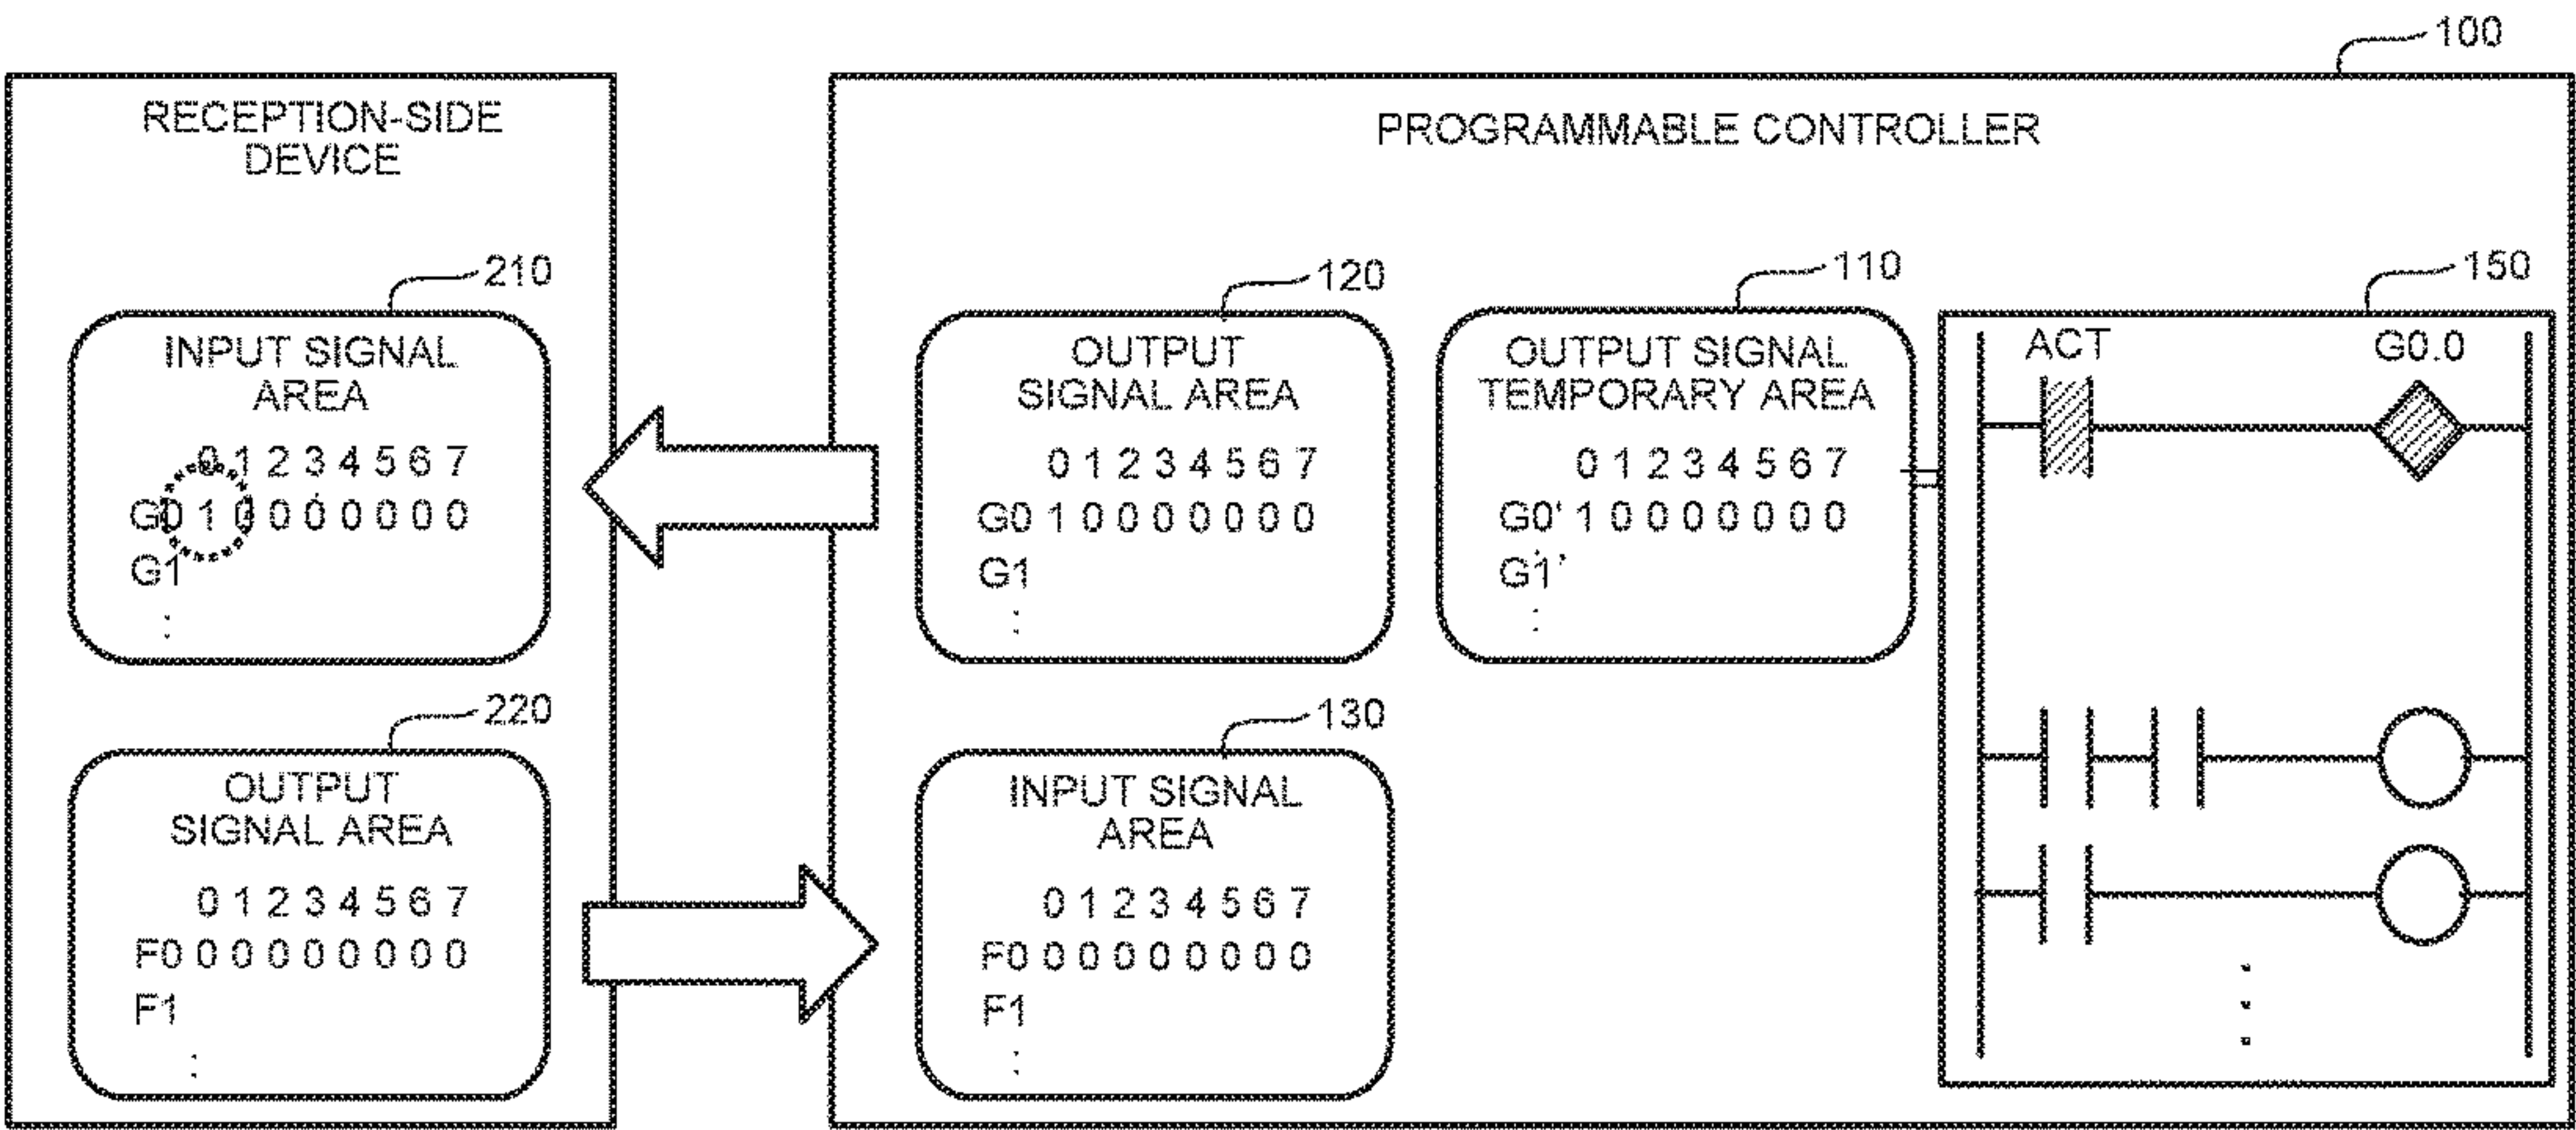 100
RECEPTION-SIDE
DEVICE
PROGRAMMABLE CONTROLLER
210
INPUT SIGNAL
AREA
0 1 2 3 4 5 6 7
G0 1 0 0 0 0 0 0 0
G1
:
120
OUTPUT
SIGNAL AREA
0 1 2 3 4 5 6 7
G0 1 0 0 0 0 0 0 0
G1
:
110
OUTPUT SIGNAL
TEMPORARY AREA
0 1 2 3 4 5 6 7
G0' 1 0 0 0 0 0 0 0
G1'
:
150
ACT
G0.0
220
OUTPUT
SIGNAL AREA
0 1 2 3 4 5 6 7
F0 0 0 0 0 0 0 0 0
F1
:
130
INPUT SIGNAL
AREA
0 1 2 3 4 5 6 7
F0 0 0 0 0 0 0 0 0
F1
: